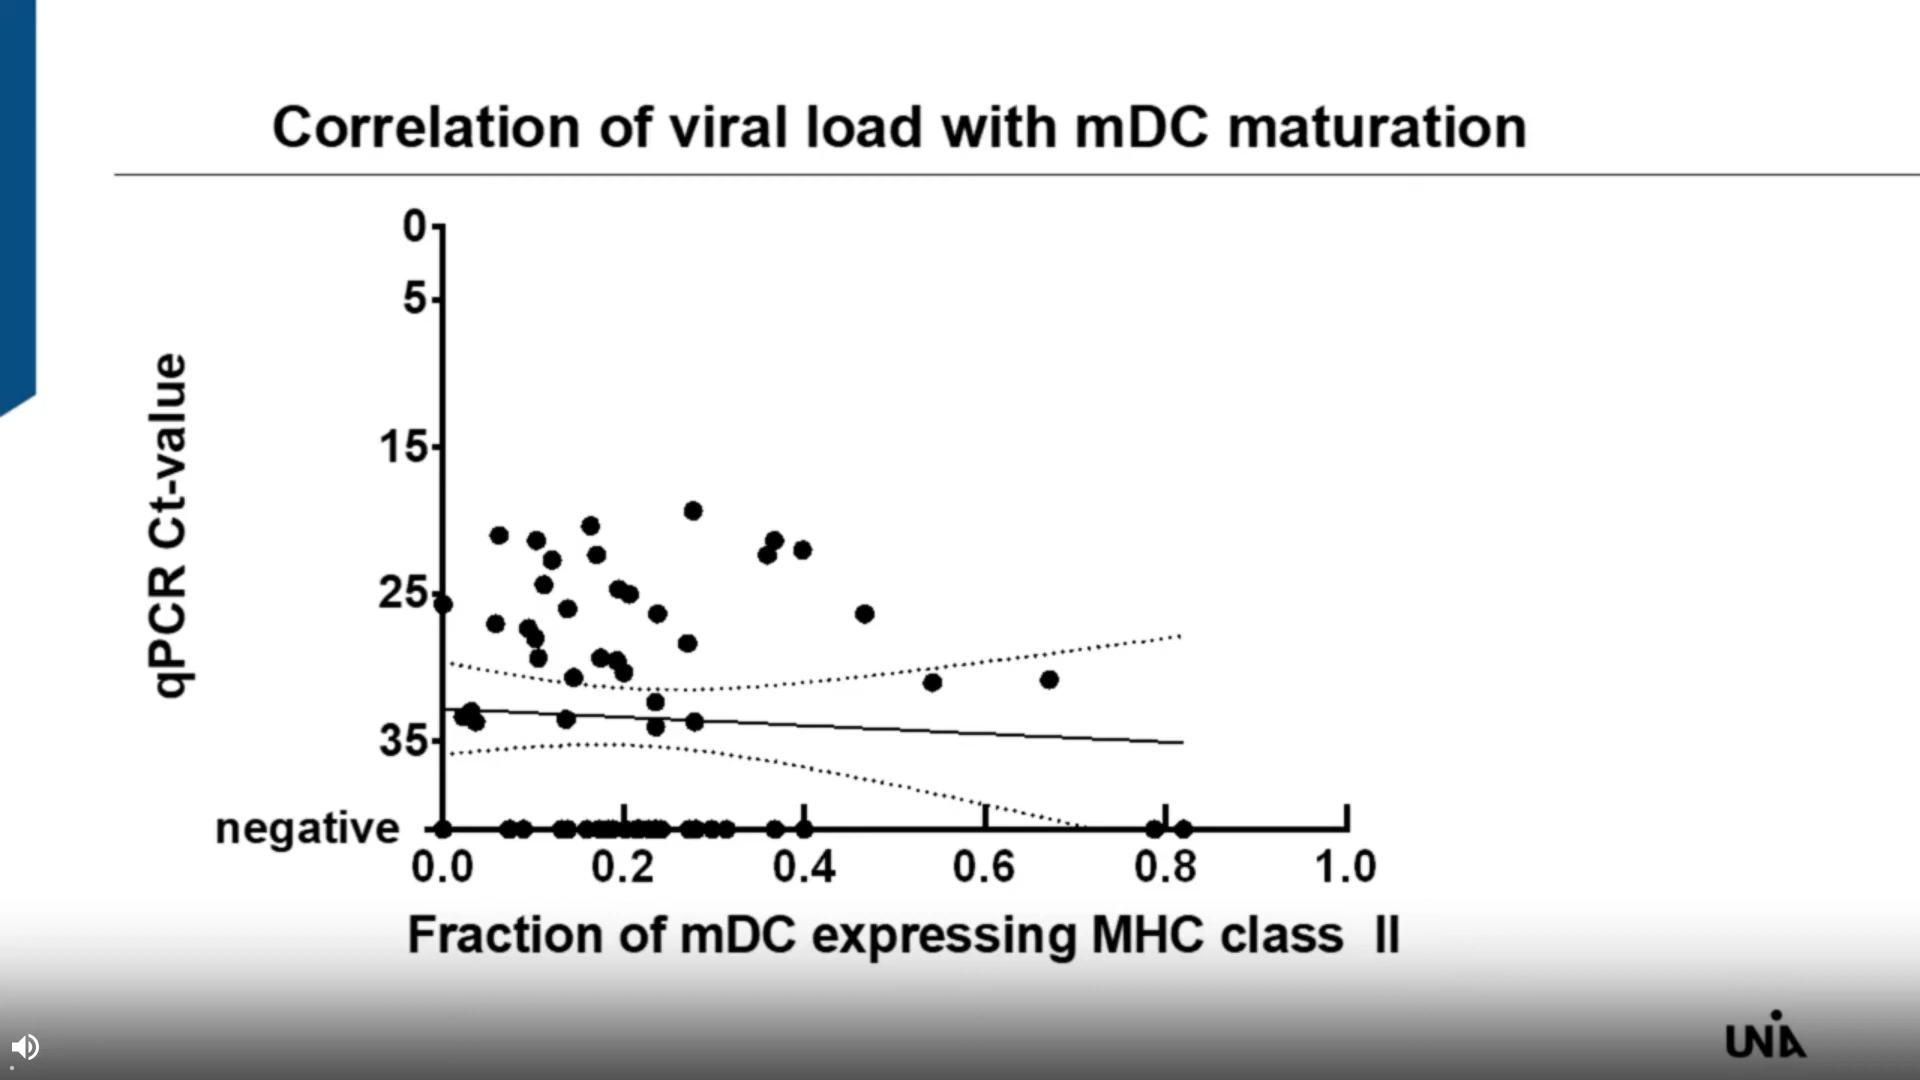 Correlation of viral load with mDC maturation
0
5
15
25
35
negative
qPCR Ct-value
0.0 0.2 0.4 0.6 0.8 1.0
Fraction of mDC expressing MHC class II
UNIA